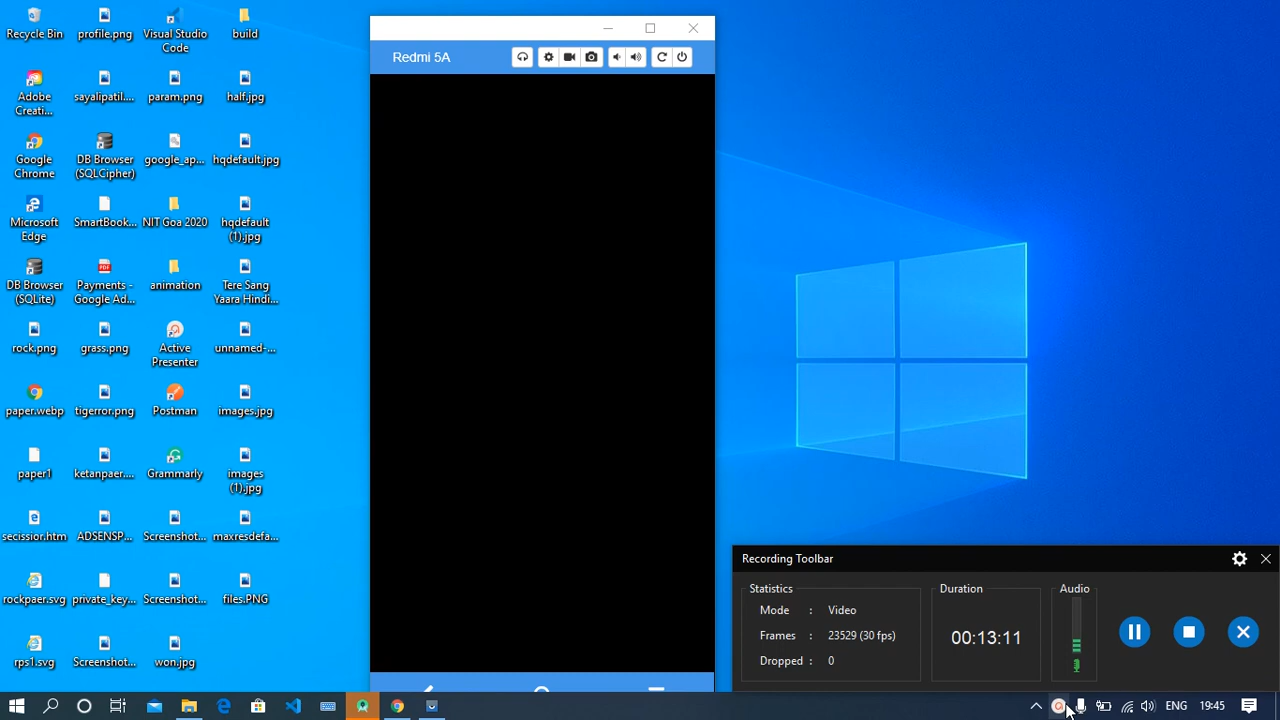 Recycle Bin
profile.png
Visual Studio
Code
build
Adobe
Creati...
sayalipatil....
param.png
half.jpg
Google
Chrome
DB Browser
(SQLCipher)
google_ap...
hqdefault.jpg
Microsoft
Edge
SmartBook...
NIT Goa 2020
hqdefault
(1).jpg
DB Browser
(SQLite)
Payments -
Google Ad...
animation
Tere Sang
Yaara Hindi...
rock.png
grass.png
Active
Presenter
unnamed-...
paper.webp
tigerror.png
Postman
images.jpg
paper1
ketanpaer....
Grammarly
images
(1).jpg
secissior.htm
ADSENSP...
Screenshot...
maxresdefa...
rockpaer.svg
private_key...
Screenshot...
files.PNG
rps1.svg
Screenshot...
won.jpg
Redmi 5A
Recording Toolbar
Statistics
Mode : Video
Frames : 23529 (30 fps)
Dropped : 0
Duration
00:13:11
Audio
ENG
19:45